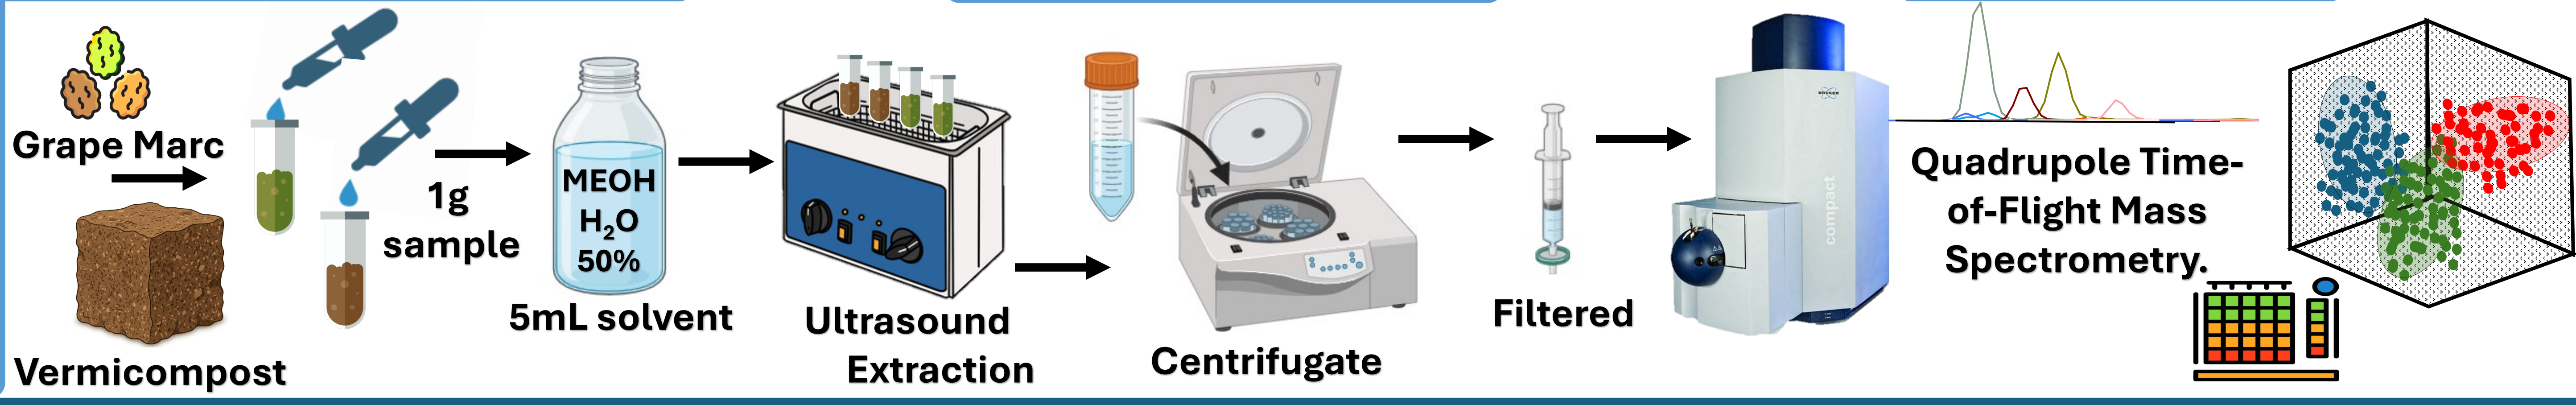 Grape Marc
Vermicompost
1g
sample
MEOH
H₂O
50%
5mL solvent
Ultrasound
Extraction
Centrifugate
Filtered
BRUKER
compact
Quadrupole Time-
of-Flight Mass
Spectrometry.